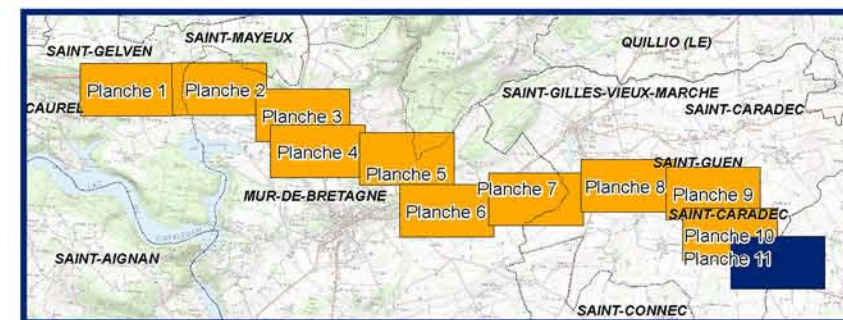 SAINT-MAYEUX
SAINT-GELVEN
QUILLIO (LE)
Planche 1
Planche 2
CAUREL
Planche 3
SAINT-GILLES-VIEUX-MARCHE
SAINT-CARADEC
Planche 4
Planche 5
SAINT-GUEN
Planche 6
Planche 7
Planche 8
Planche 9
MUR-DE-BRETAGNE
SAINT-CARADEC
Planche 10
Planche 11
SAINT-AIGNAN
SAINT-CONNEC